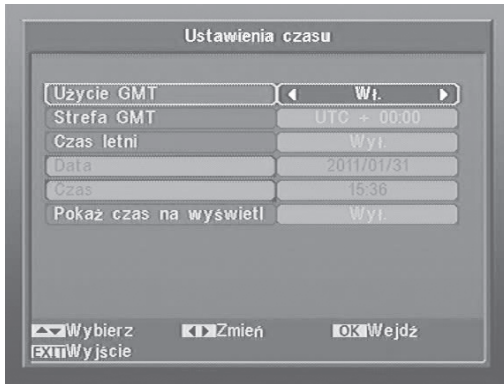 Ustawienia czasu
Użycie GMT Wł.
Strefa GMT UTC + 00:00
Czas letni Wył.
Data 2011/01/31
Czas 15:36
Pokaż czas na wyświetl Wył.
Wybierz Zmień OK Wejdź
EXIT Wyjście